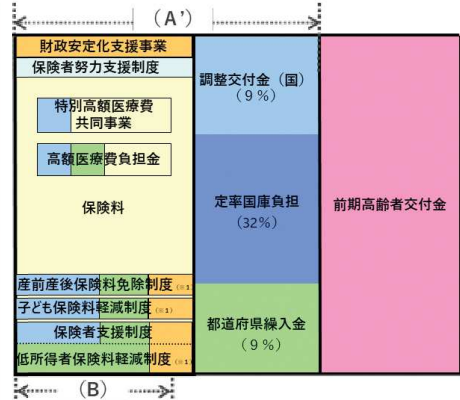 (A')
財政安定化支援事業
保険者努力支援制度
特別高額医療費
共同事業
高額医療費負担金
保険料
産前産後保険料免除制度 (※1)
子ども保険料軽減制度 (※1)
保険者支援制度
低所得者保険料軽減制度 (※1)
(B)
調整交付金（国）
(9%)
定率国庫負担
(32%)
都道府県繰入金
(9%)
前期高齢者交付金